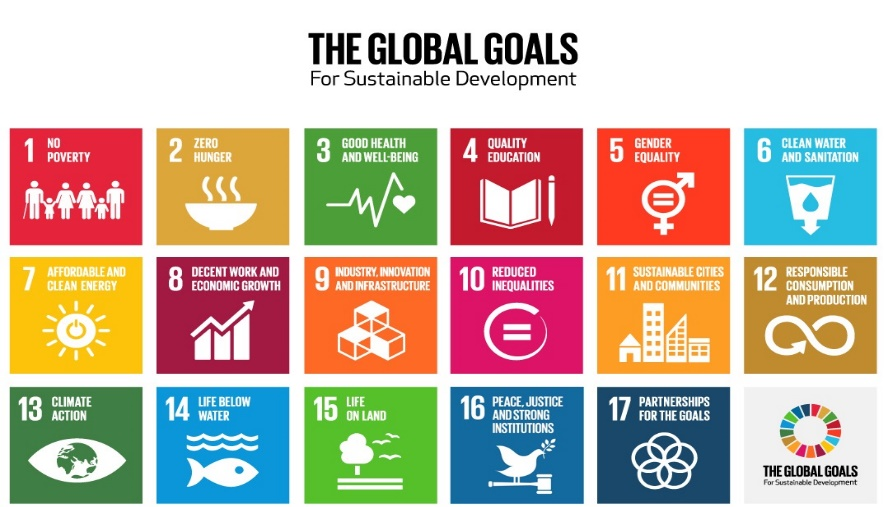 THE GLOBAL GOALS
For Sustainable Development
1 NO
POVERTY
2 ZERO
HUNGER
3 GOOD HEALTH
AND WELL-BEING
4 QUALITY
EDUCATION
5 GENDER
EQUALITY
6 CLEAN WATER
AND SANITATION
7 AFFORDABLE AND
CLEAN ENERGY
8 DECENT WORK AND
ECONOMIC GROWTH
9 INDUSTRY, INNOVATION
AND INFRASTRUCTURE
10 REDUCED
INEQUALITIES
11 SUSTAINABLE CITIES
AND COMMUNITIES
12 RESPONSIBLE
CONSUMPTION
AND PRODUCTION
13 CLIMATE
ACTION
14 LIFE BELOW
WATER
15 LIFE
ON LAND
16 PEACE, JUSTICE
AND STRONG
INSTITUTIONS
17 PARTNERSHIPS
FOR THE GOALS
THE GLOBAL GOALS
For Sustainable Development